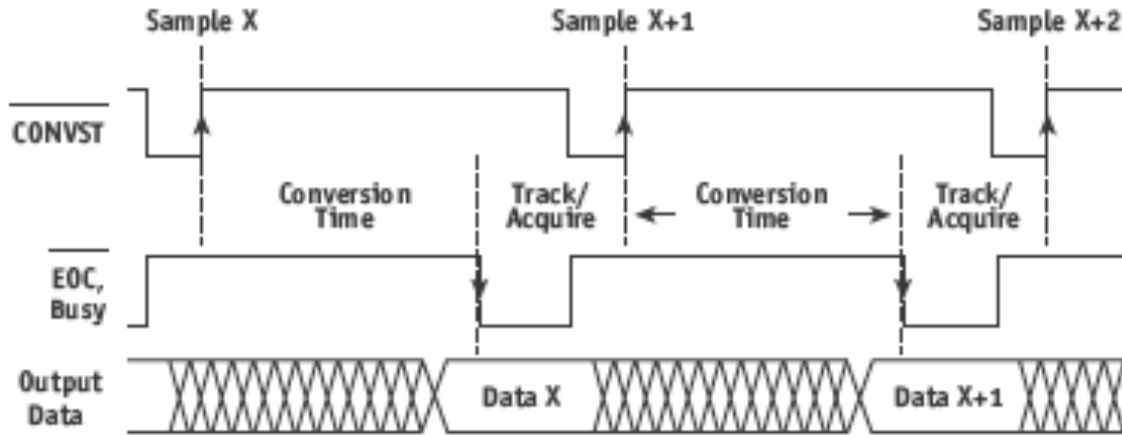 Sample X Sample X+1 Sample X+2
CONVST
Conversion Time Track/ Acquire Conversion Time Track/ Acquire
EOC, Busy
Output Data Data X Data X+1